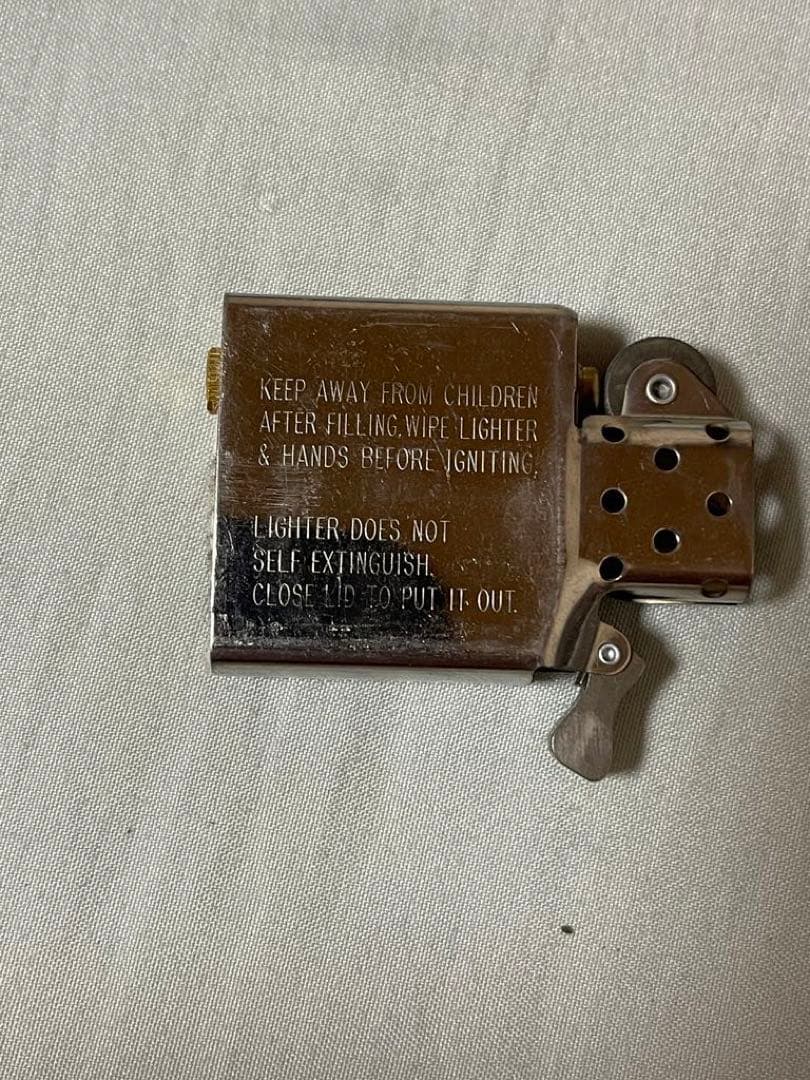 KEEP AWAY FROM CHILDREN
AFTER FILLING, WIPE LIGHTER
& HANDS BEFORE IGNITING.
LIGHTER DOES NOT
SELF EXTINGUISH.
CLOSE LID TO PUT IT OUT.